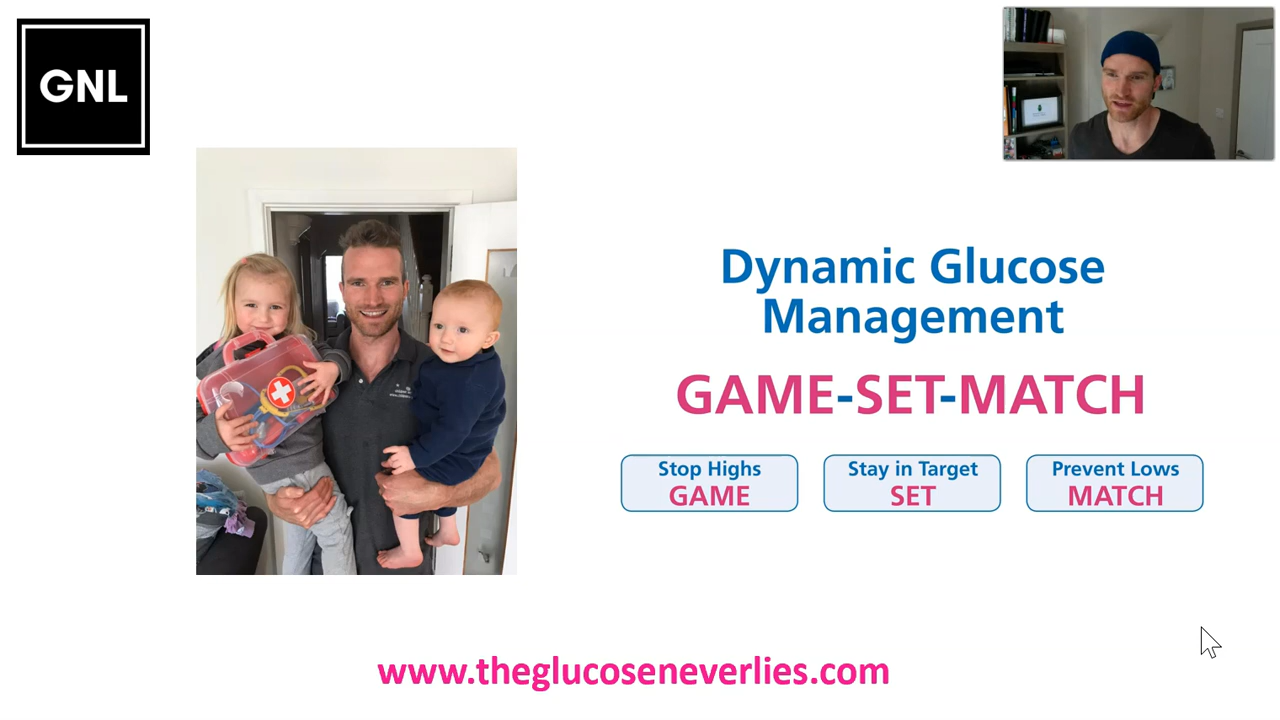 GNL
Dynamic Glucose
Management
GAME-SET-MATCH
Stop Highs
GAME
Stay in Target
SET
Prevent Lows
MATCH
www.theglucoseneverlies.com